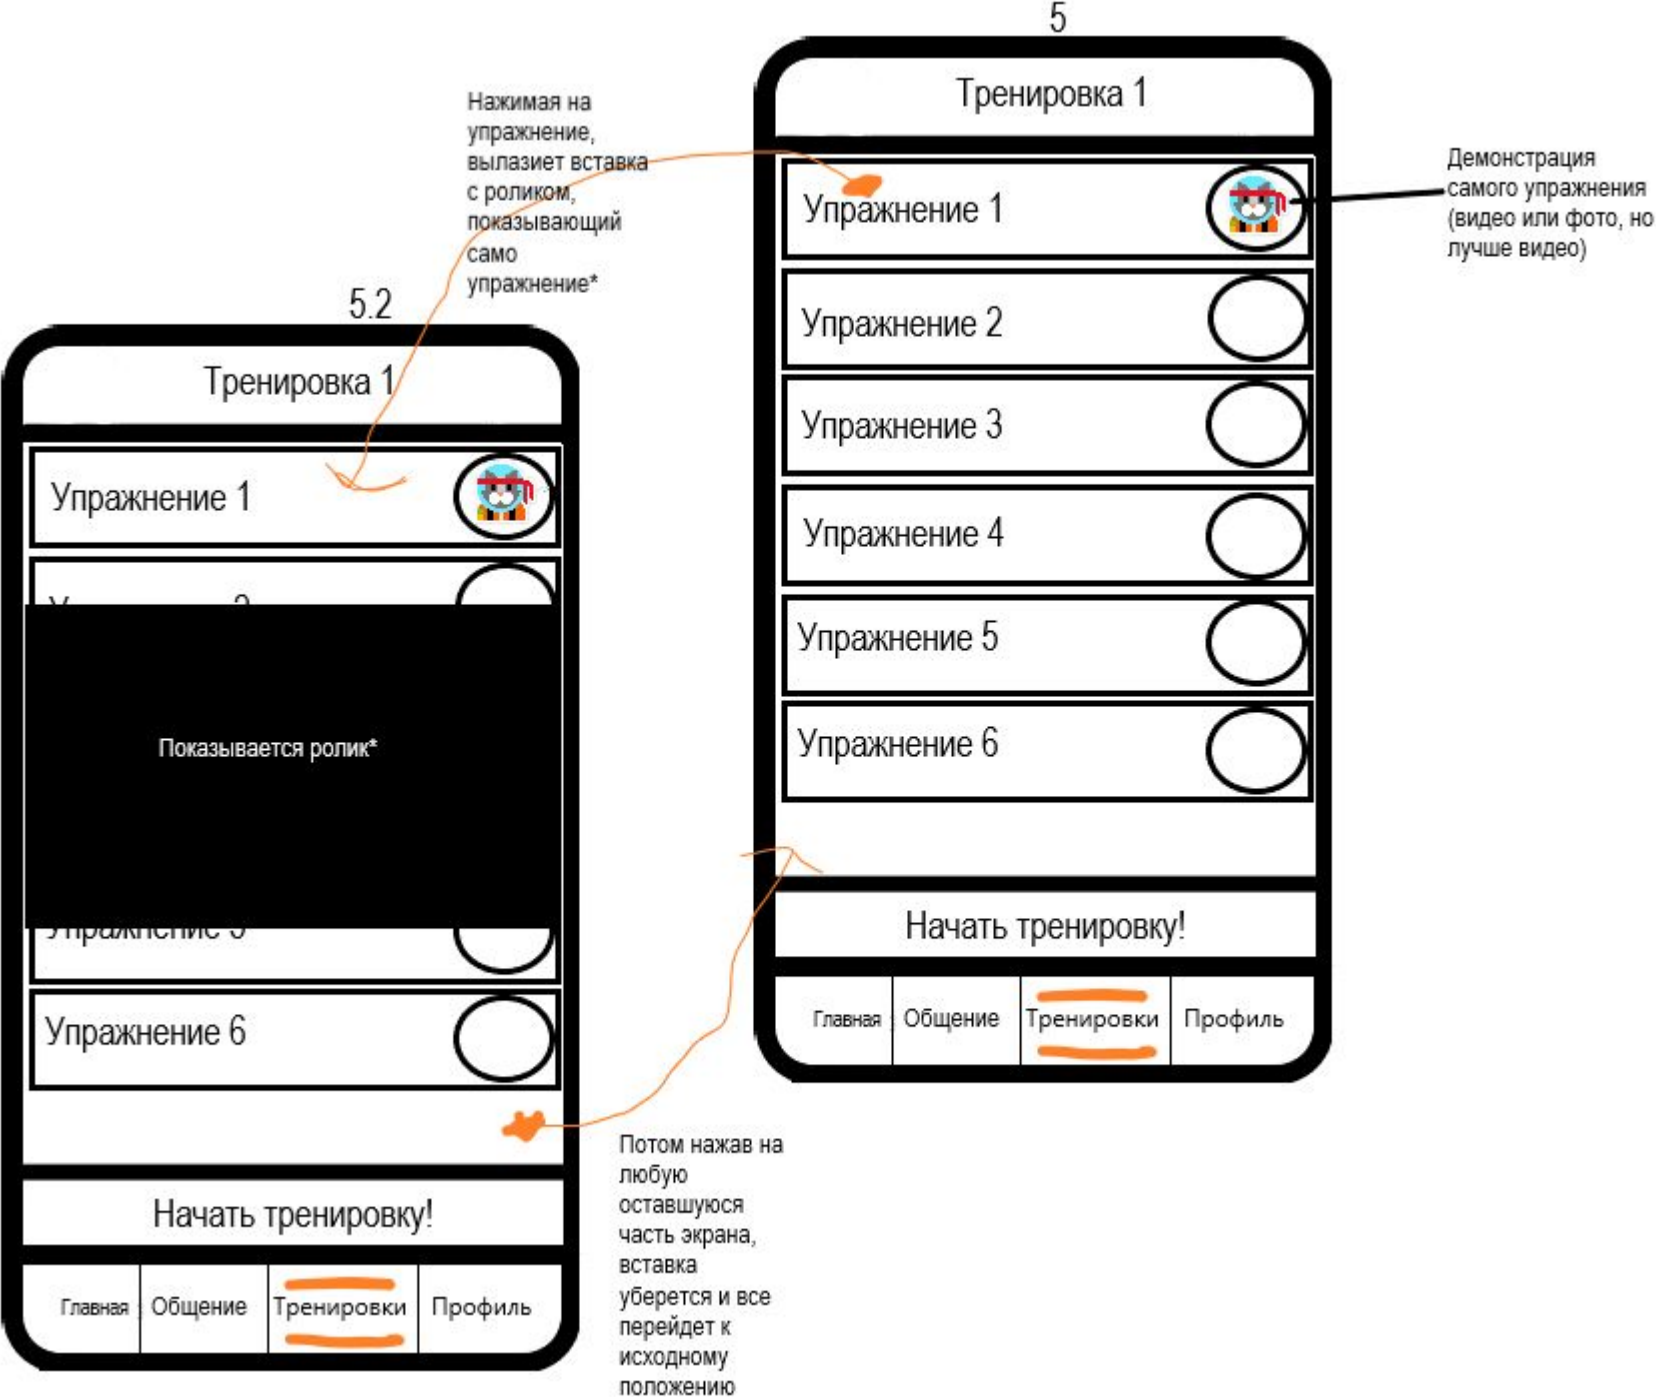 5
Тренировка 1
Упражнение 1
Упражнение 2
Упражнение 3
Упражнение 4
Упражнение 5
Упражнение 6
Начать тренировку!
Главная
Общение
Тренировки
Профиль
Демонстрация
самого упражнения
(видео или фото, но
лучше видео)
Нажимая на
упражнение,
вылазиет вставка
с роликом,
показывающий
само
упражнение*
5.2
Тренировка 1
Упражнение 1
Показывается ролик*
Упражнение 6
Начать тренировку!
Главная
Общение
Тренировки
Профиль
Потом нажав на
любую
оставшуюся
часть экрана,
вставка
уберется и все
перейдет к
исходному
положению